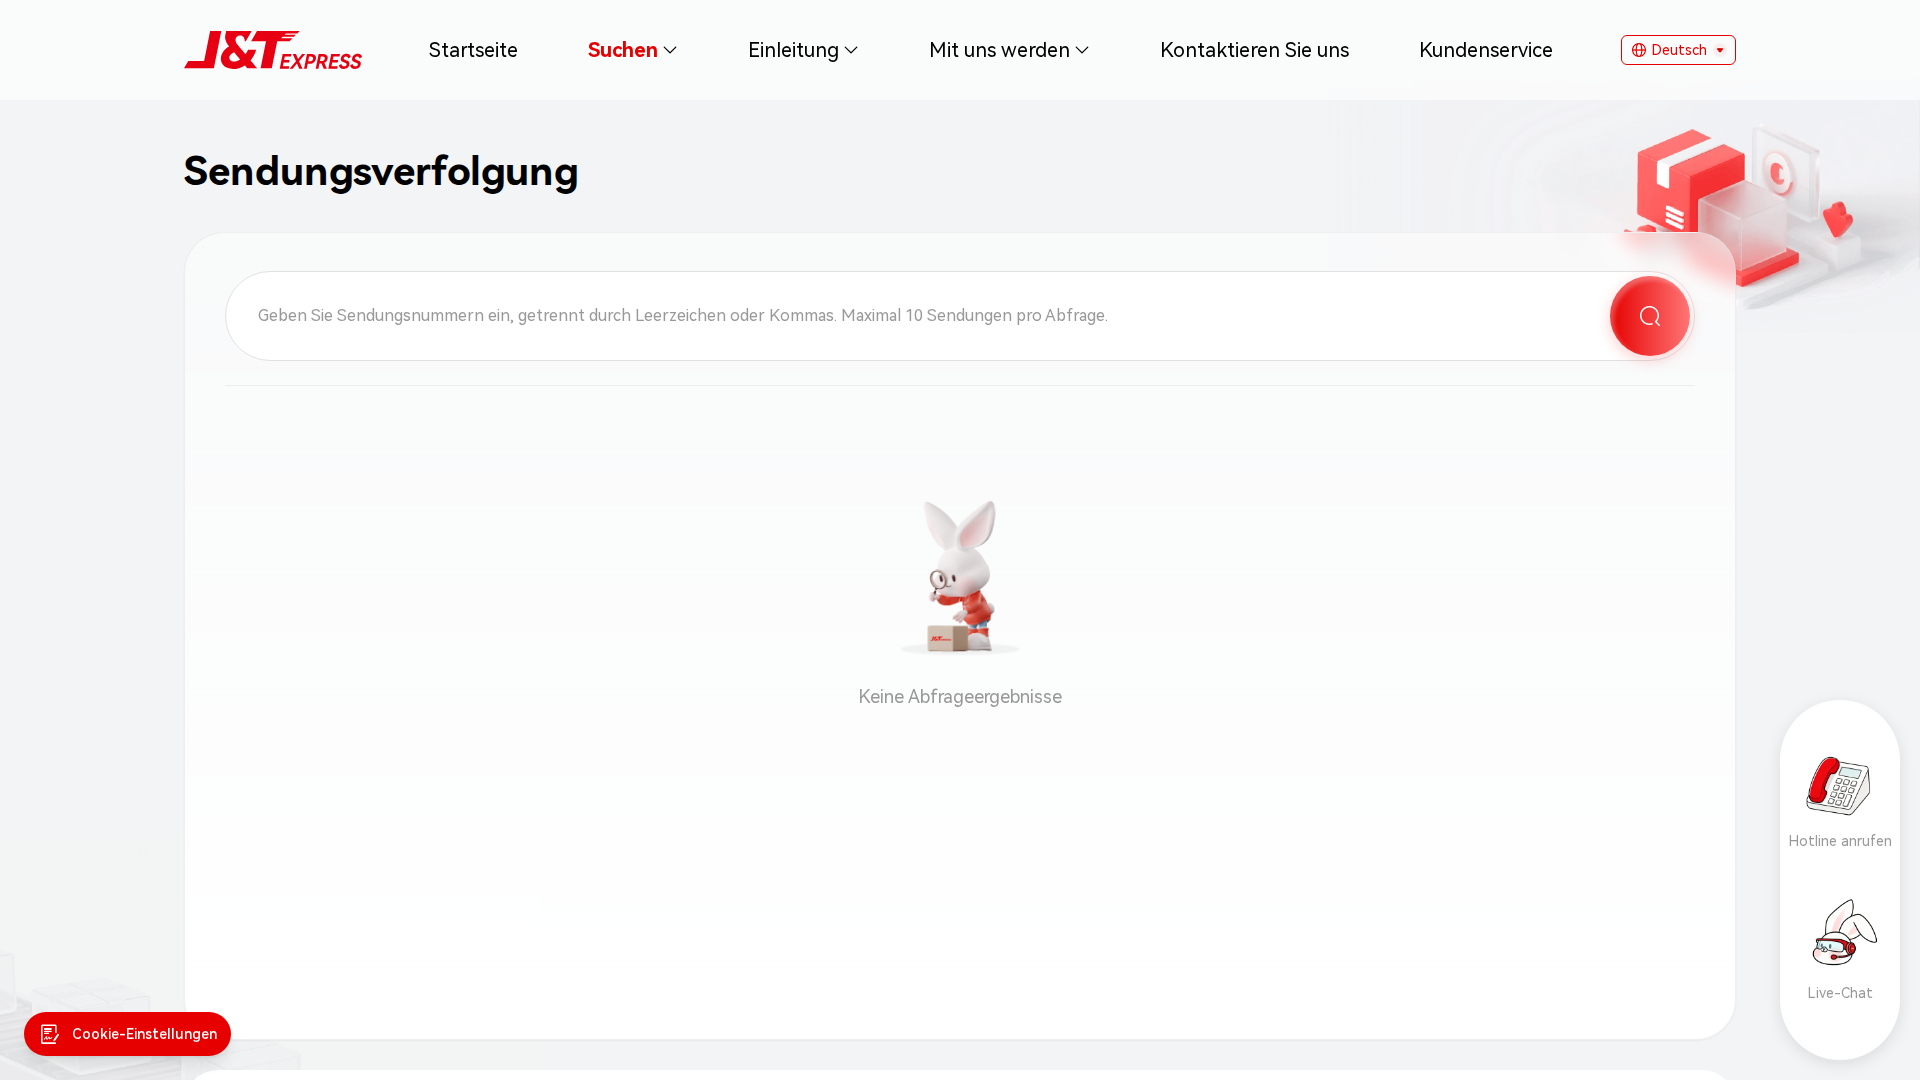 J&T EXPRESS
Startseite
Suchen
Einleitung
Mit uns werden
Kontaktieren Sie uns
Kundenservice
Deutsch
Sendungsverfolgung
Geben Sie Sendungsnummern ein, getrennt durch Leerzeichen oder Kommas. Maximal 10 Sendungen pro Abfrage.
Keine Abfrageergebnisse
Hotline anrufen
Live-Chat
Cookie-Einstellungen